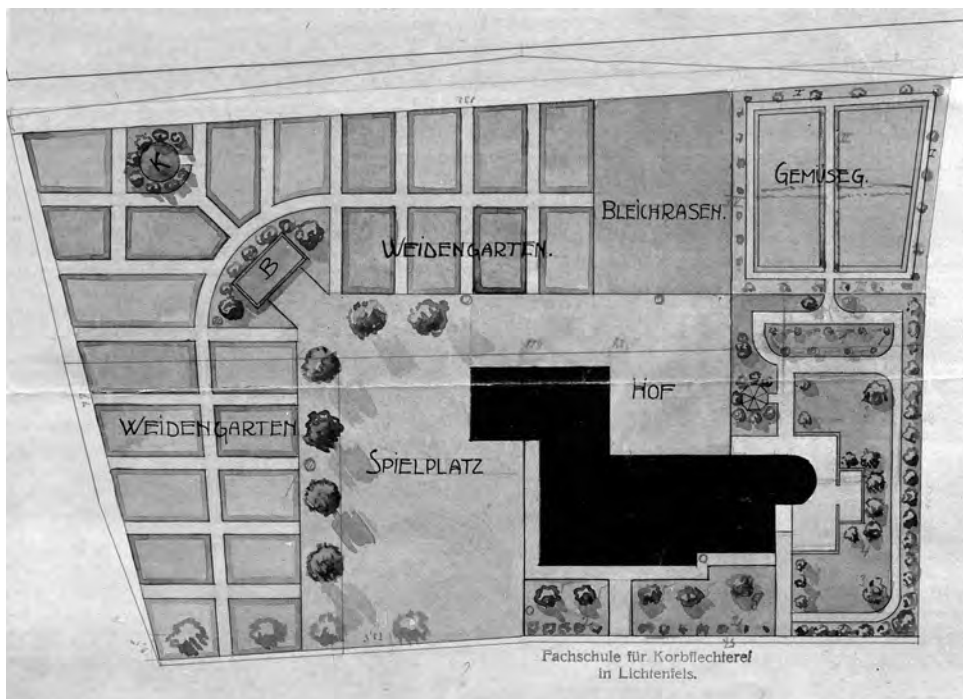 K
GEMÜSEG.
BLEICHRASEN.
WEIDENGARTEN.
B
HOF
WEIDENGARTEN
SPIELPLATZ
Fachschule für Korbflechterei
in Lichtenfels.